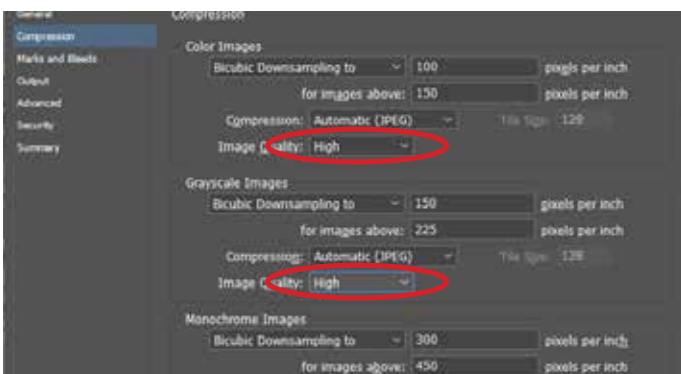 General
Compression
Marks and Bleeds
Output
Advanced
Security
Summary
Compression
Color Images
Bicubic Downsampling to 100 pixels per inch
for images above: 150 pixels per inch
Compression: Automatic (JPEG) Tile Size: 128
Image Quality: High
Grayscale Images
Bicubic Downsampling to 150 pixels per inch
for images above: 225 pixels per inch
Compression: Automatic (JPEG) Tile Size: 128
Image Quality: High
Monochrome Images
Bicubic Downsampling to 300 pixels per inch
for images above: 450 pixels per inch